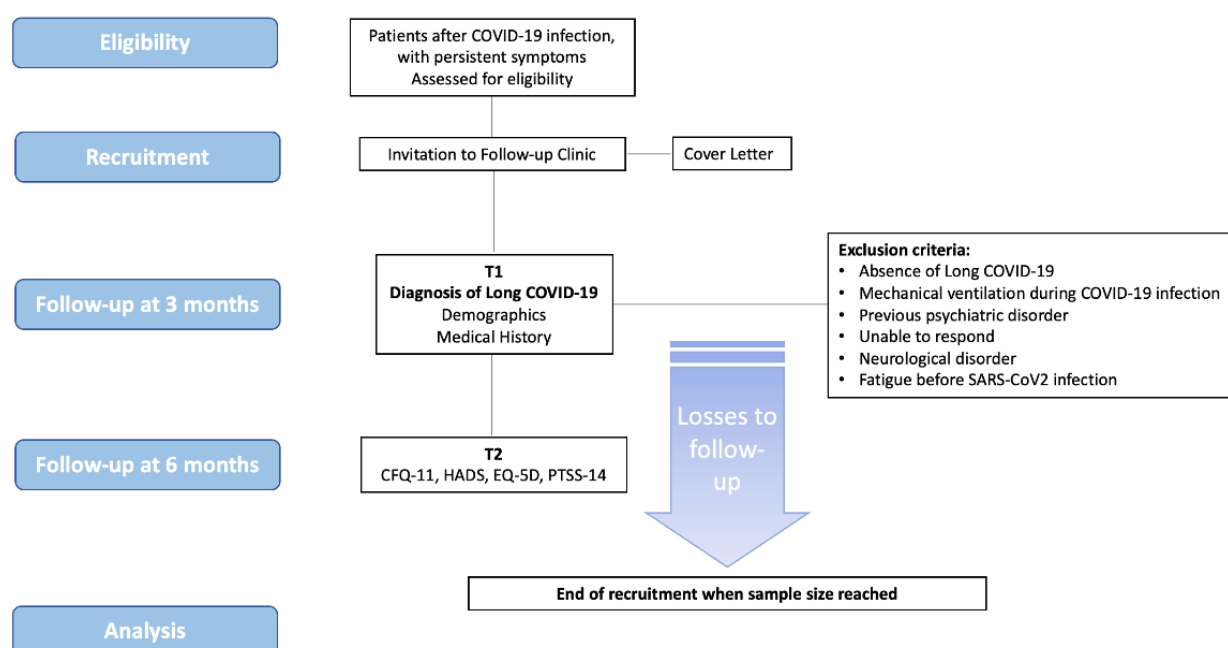 Eligibility
Patients after COVID-19 infection,
with persistent symptoms
Assessed for eligibility
Recruitment
Invitation to Follow-up Clinic
Cover Letter
Follow-up at 3 months
T1
Diagnosis of Long COVID-19
Demographics
Medical History
Exclusion criteria:
• Absence of Long COVID-19
• Mechanical ventilation during COVID-19 infection
• Previous psychiatric disorder
• Unable to respond
• Neurological disorder
• Fatigue before SARS-CoV2 infection
Losses to
follow-
up
Follow-up at 6 months
T2
CFQ-11, HADS, EQ-5D, PTSS-14
End of recruitment when sample size reached
Analysis